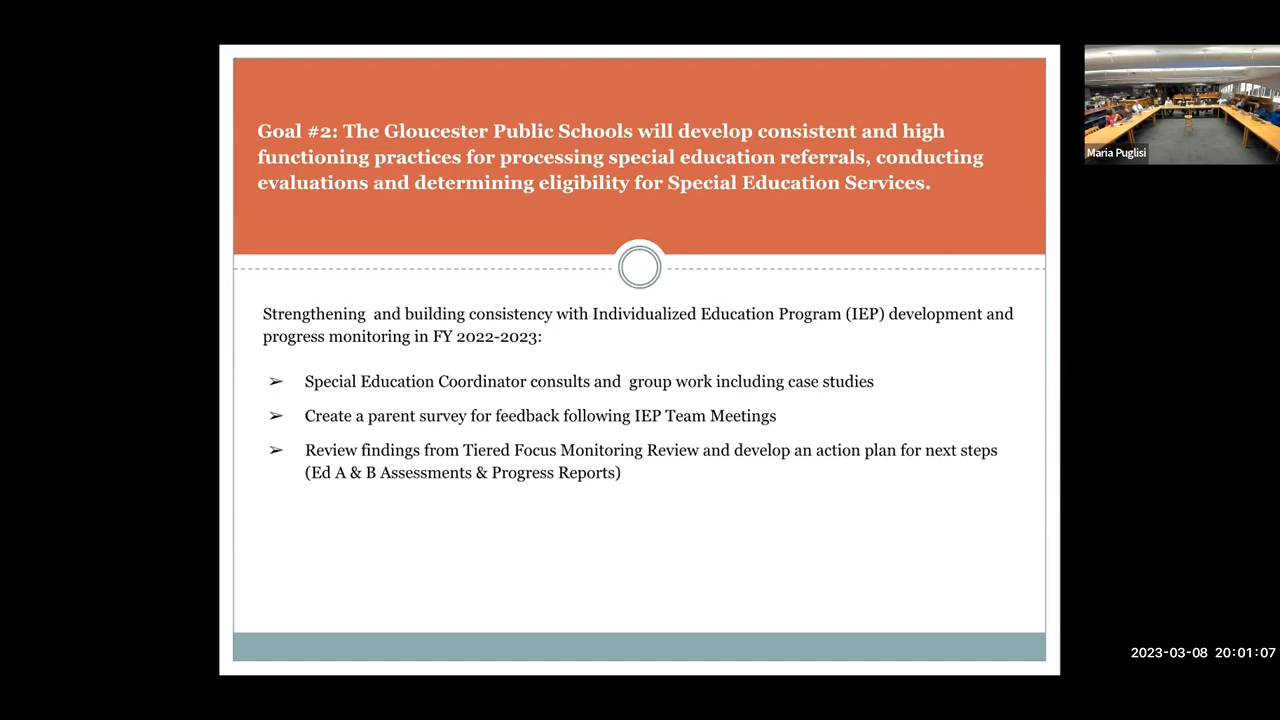 Goal #2: The Gloucester Public Schools will develop consistent and high
functioning practices for processing special education referrals, conducting
evaluations and determining eligibility for Special Education Services.
Strengthening  and building consistency with Individualized Education Program (IEP) development and
progress monitoring in FY 2022-2023:
➢ Special Education Coordinator consults and  group work including case studies
➢ Create a parent survey for feedback following IEP Team Meetings
➢ Review findings from Tiered Focus Monitoring Review and develop an action plan for next steps
(Ed A & B Assessments & Progress Reports)
Maria Puglisi
2023-03-08 20:01:07